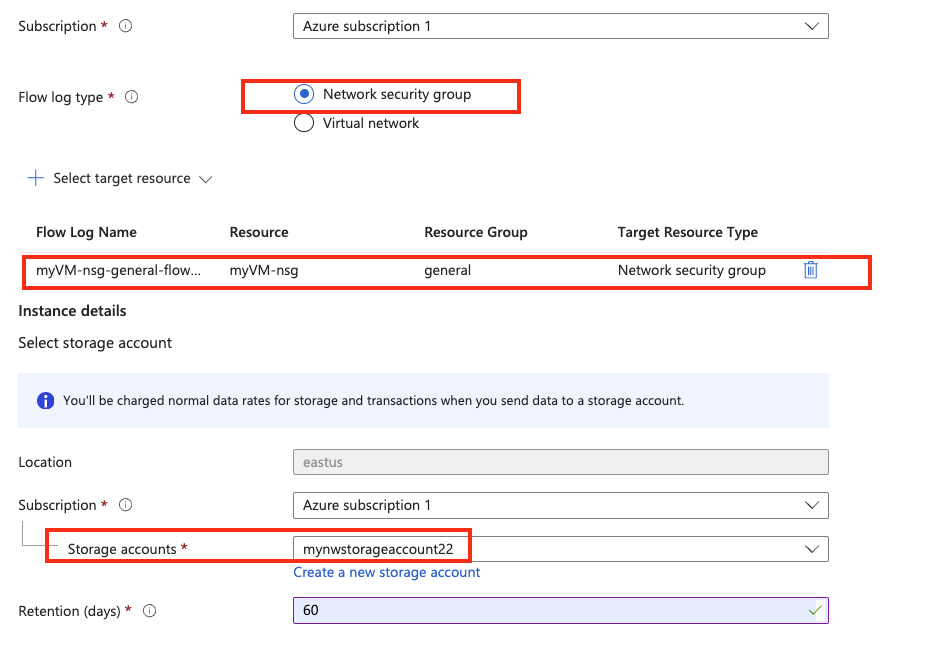 Subscription *
Azure subscription 1
Flow log type *
Network security group
Virtual network
Select target resource
Flow Log Name Resource Resource Group Target Resource Type
myVM-nsg-general-flow... myVM-nsg general Network security group
Instance details
Select storage account
You'll be charged normal data rates for storage and transactions when you send data to a storage account.
Location eastus
Subscription * Azure subscription 1
Storage accounts * mynwstorageaccount22
Create a new storage account
Retention (days) * 60